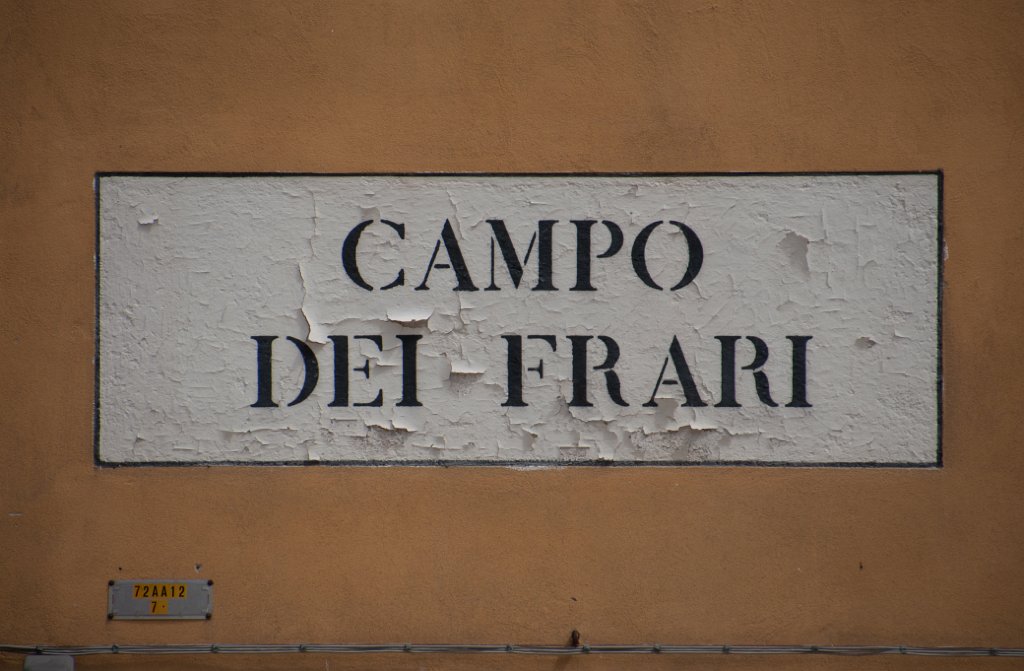 CAMPO
DEI FRARI
72AA12
7-